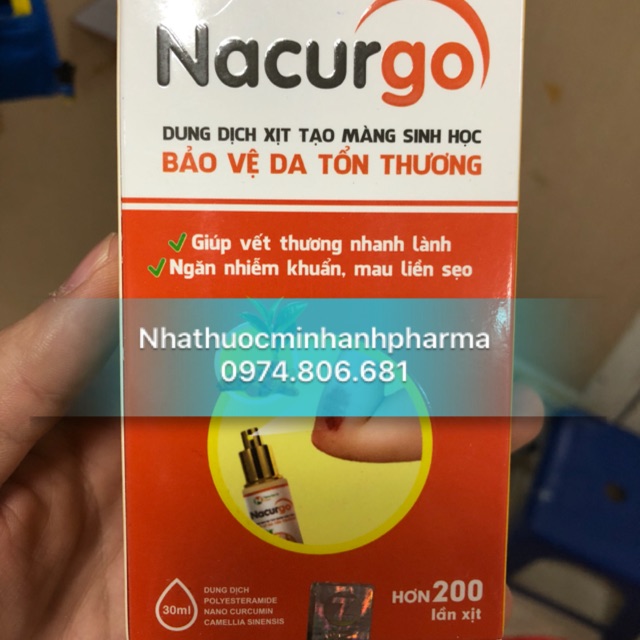 Nacurgo
DUNG DỊCH XỊT TẠO MÀNG SINH HỌC
BẢO VỆ DA TỔN THƯƠNG
Giúp vết thương nhanh lành
Ngăn nhiễm khuẩn, mau liền sẹo
Nhathuocminhanhpharma
0974.806.681
Nacurgo
30ml
DUNG DỊCH
POLYESTERAMIDE
NANO CURCUMIN
CAMELLIA SINENSIS
HƠN 200
lần xịt